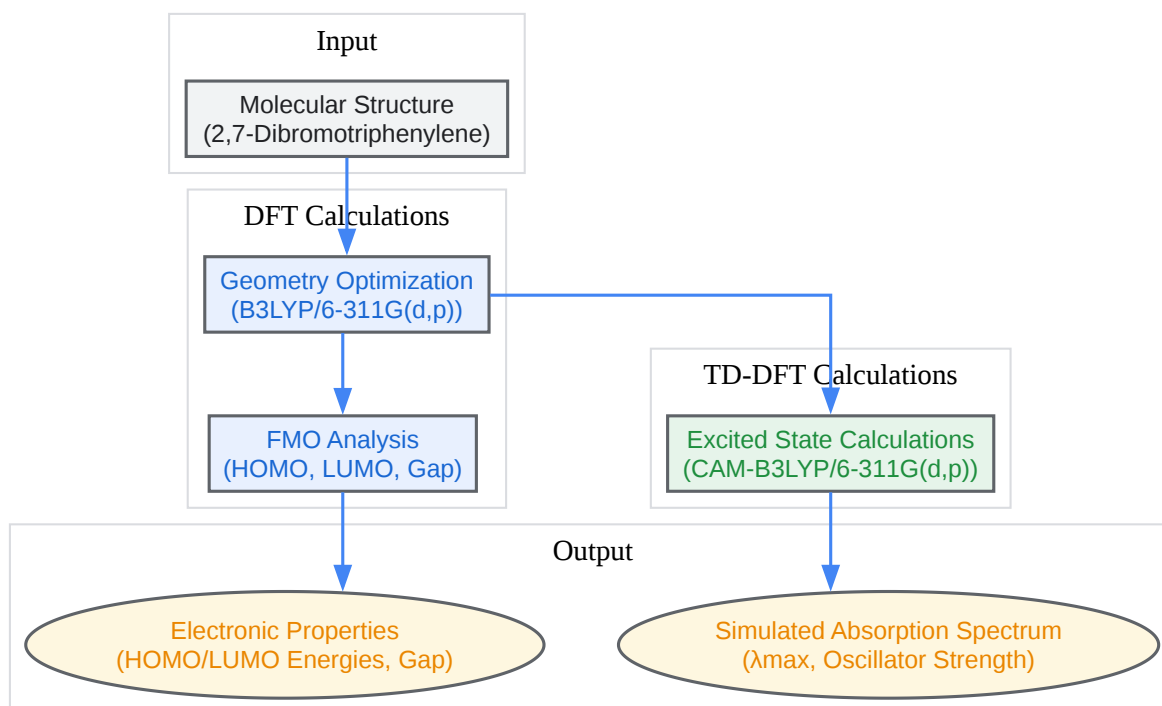 Input
Molecular Structure
(2,7-Dibromotriphenylene)
DFT Calculations
Geometry Optimization
(B3LYP/6-311G(d,p))
TD-DFT Calculations
FMO Analysis
(HOMO, LUMO, Gap)
Excited State Calculations
(CAM-B3LYP/6-311G(d,p))
Output
Electronic Properties
(HOMO/LUMO Energies, Gap)
Simulated Absorption Spectrum
(λmax, Oscillator Strength)